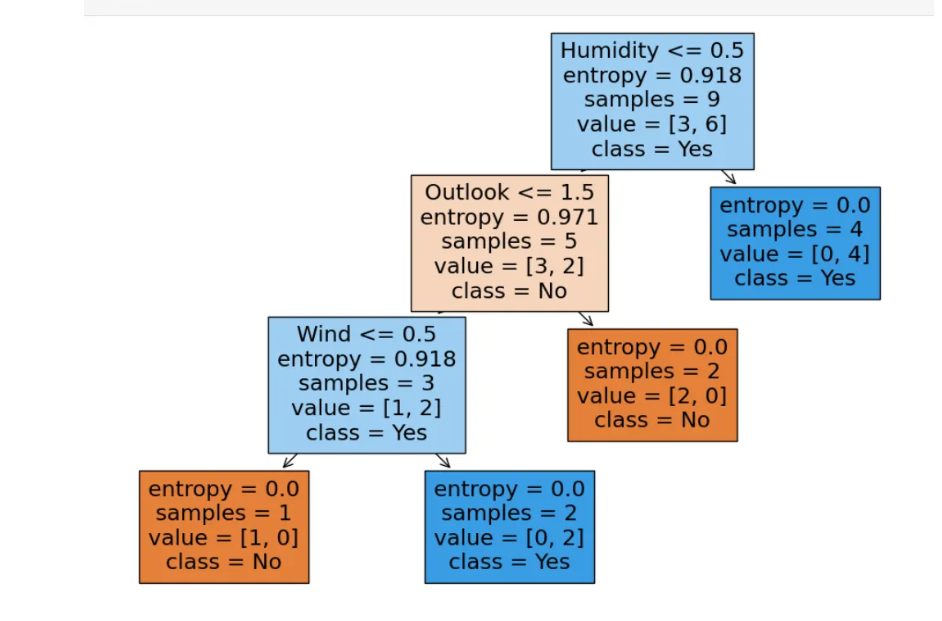 Humidity <= 0.5
entropy = 0.918
samples = 9
value = [3, 6]
class = Yes
Outlook <= 1.5
entropy = 0.971
samples = 5
value = [3, 2]
class = No
entropy = 0.0
samples = 4
value = [0, 4]
class = Yes
Wind <= 0.5
entropy = 0.918
samples = 3
value = [1, 2]
class = Yes
entropy = 0.0
samples = 2
value = [2, 0]
class = No
entropy = 0.0
samples = 1
value = [1, 0]
class = No
entropy = 0.0
samples = 2
value = [0, 2]
class = Yes